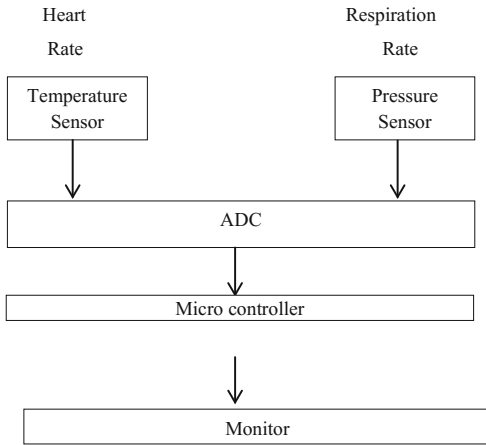 Heart
Rate
Respiration
Rate
Temperature
Sensor
Pressure
Sensor
ADC
Micro controller
Monitor